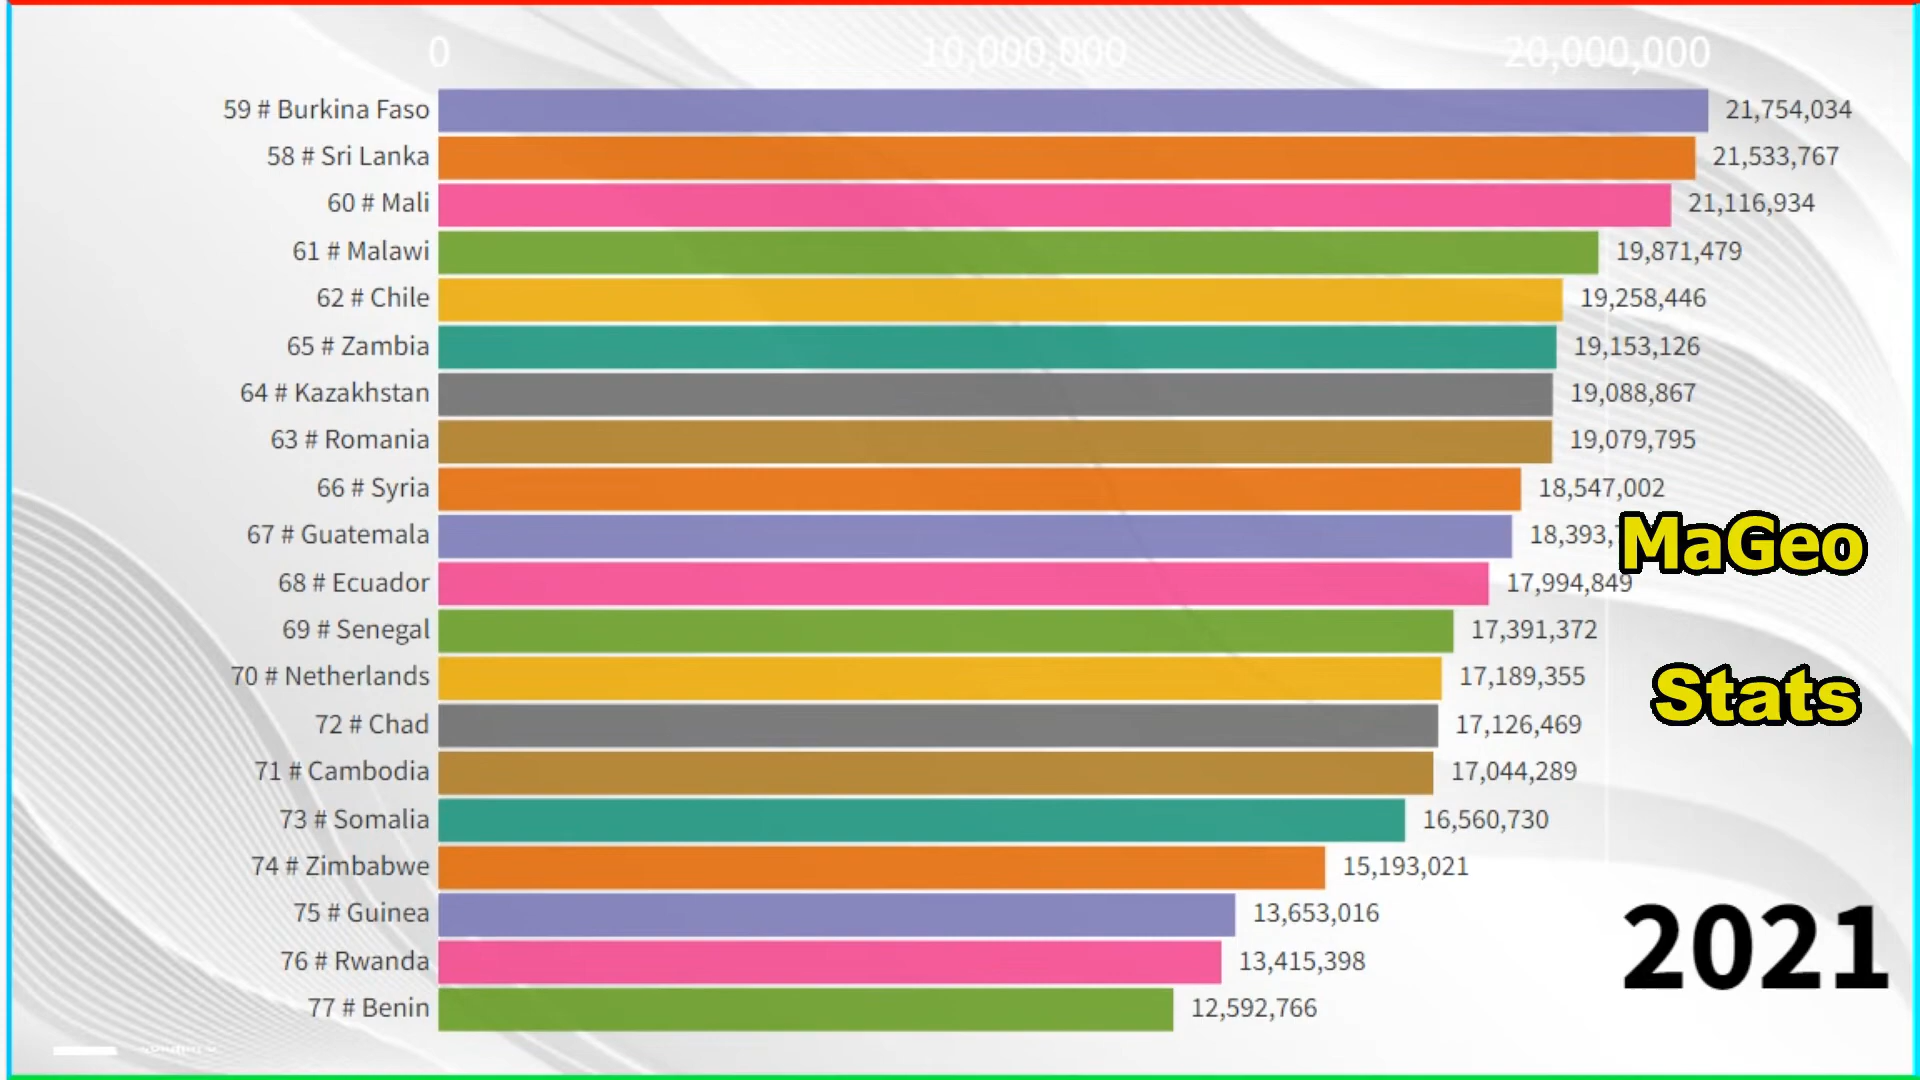 0 10,000,000 20,000,000
59 # Burkina Faso 21,754,034
58 # Sri Lanka 21,533,767
60 # Mali 21,116,934
61 # Malawi 19,871,479
62 # Chile 19,258,446
65 # Zambia 19,153,126
64 # Kazakhstan 19,088,867
63 # Romania 19,079,795
66 # Syria 18,547,002
67 # Guatemala 18,393,
MaGeo
68 # Ecuador 17,994,849
69 # Senegal 17,391,372
70 # Netherlands 17,189,355
Stats
72 # Chad 17,126,469
71 # Cambodia 17,044,289
73 # Somalia 16,560,730
74 # Zimbabwe 15,193,021
75 # Guinea 13,653,016
2021
76 # Rwanda 13,415,398
77 # Benin 12,592,766